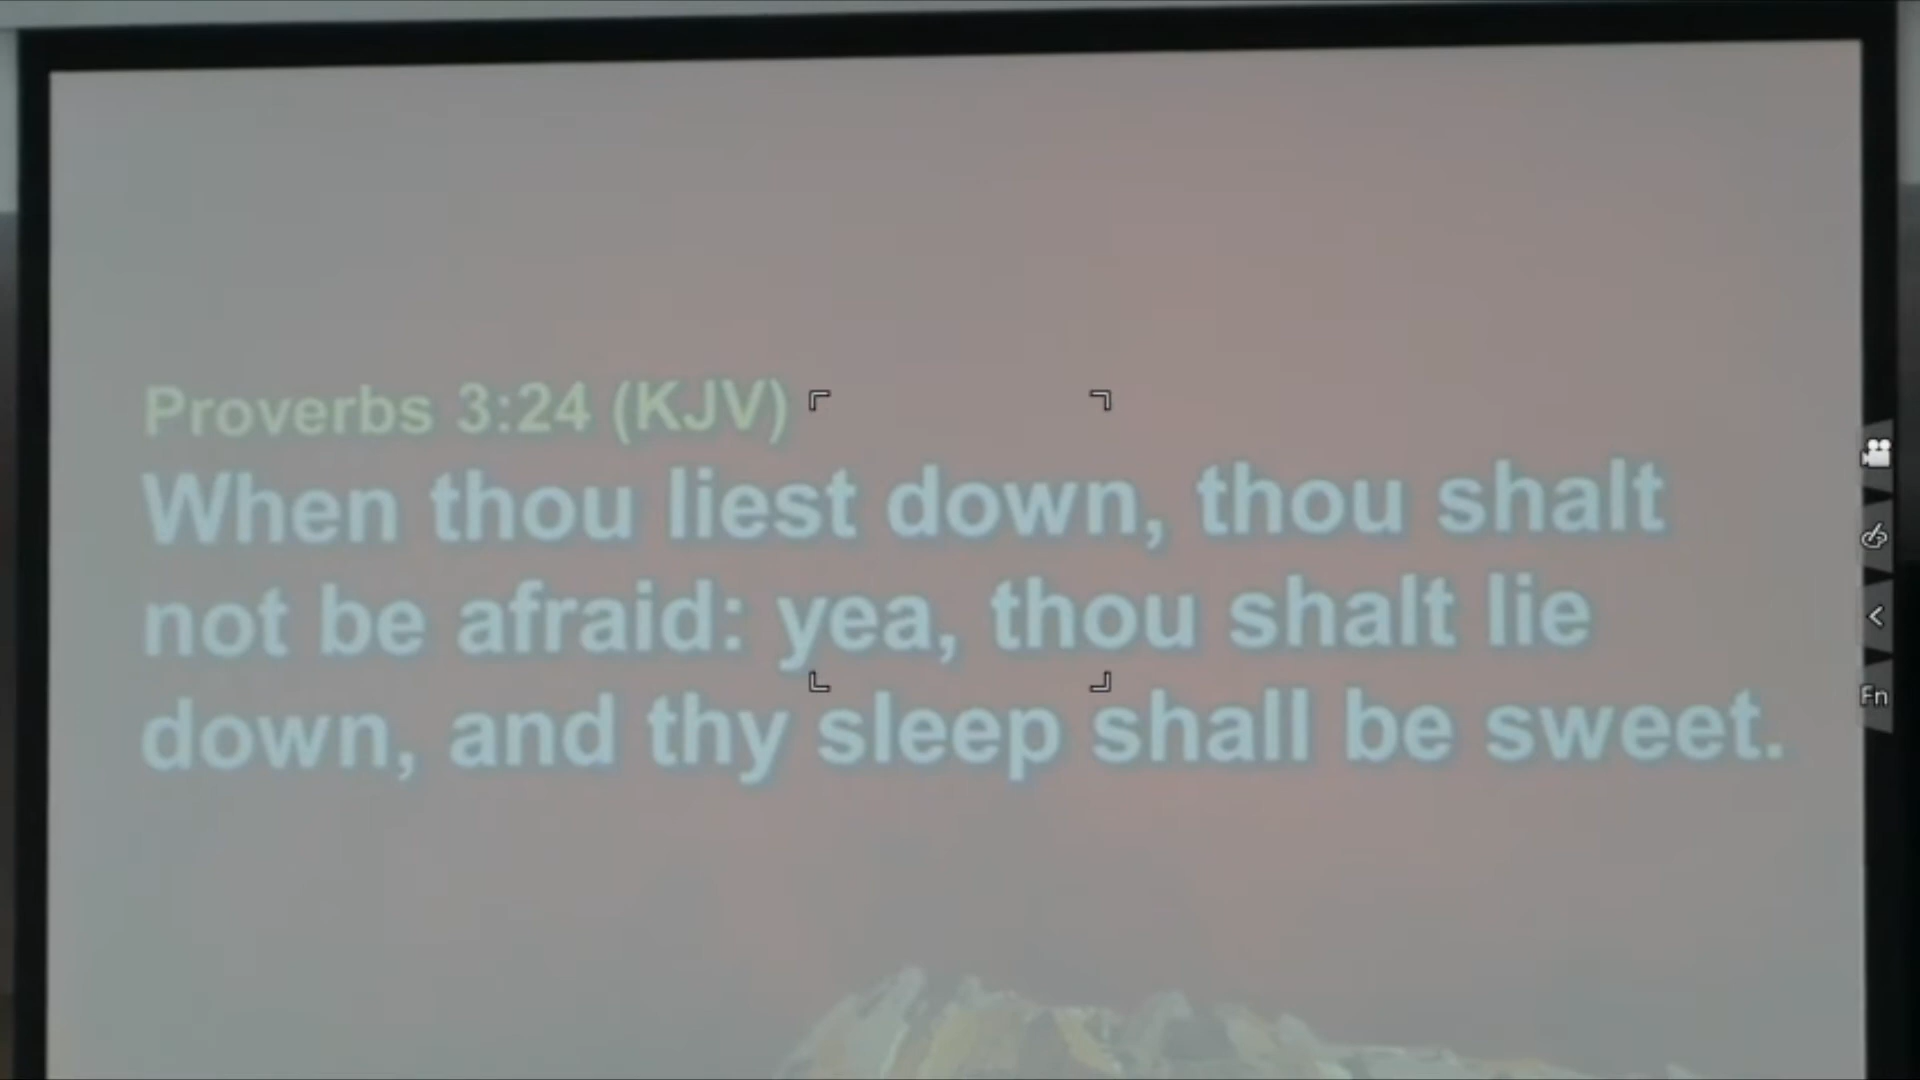 Proverbs 3:24 (KJV)
When thou liest down, thou shalt
not be afraid: yea, thou shalt lie
down, and thy sleep shall be sweet.
Fn